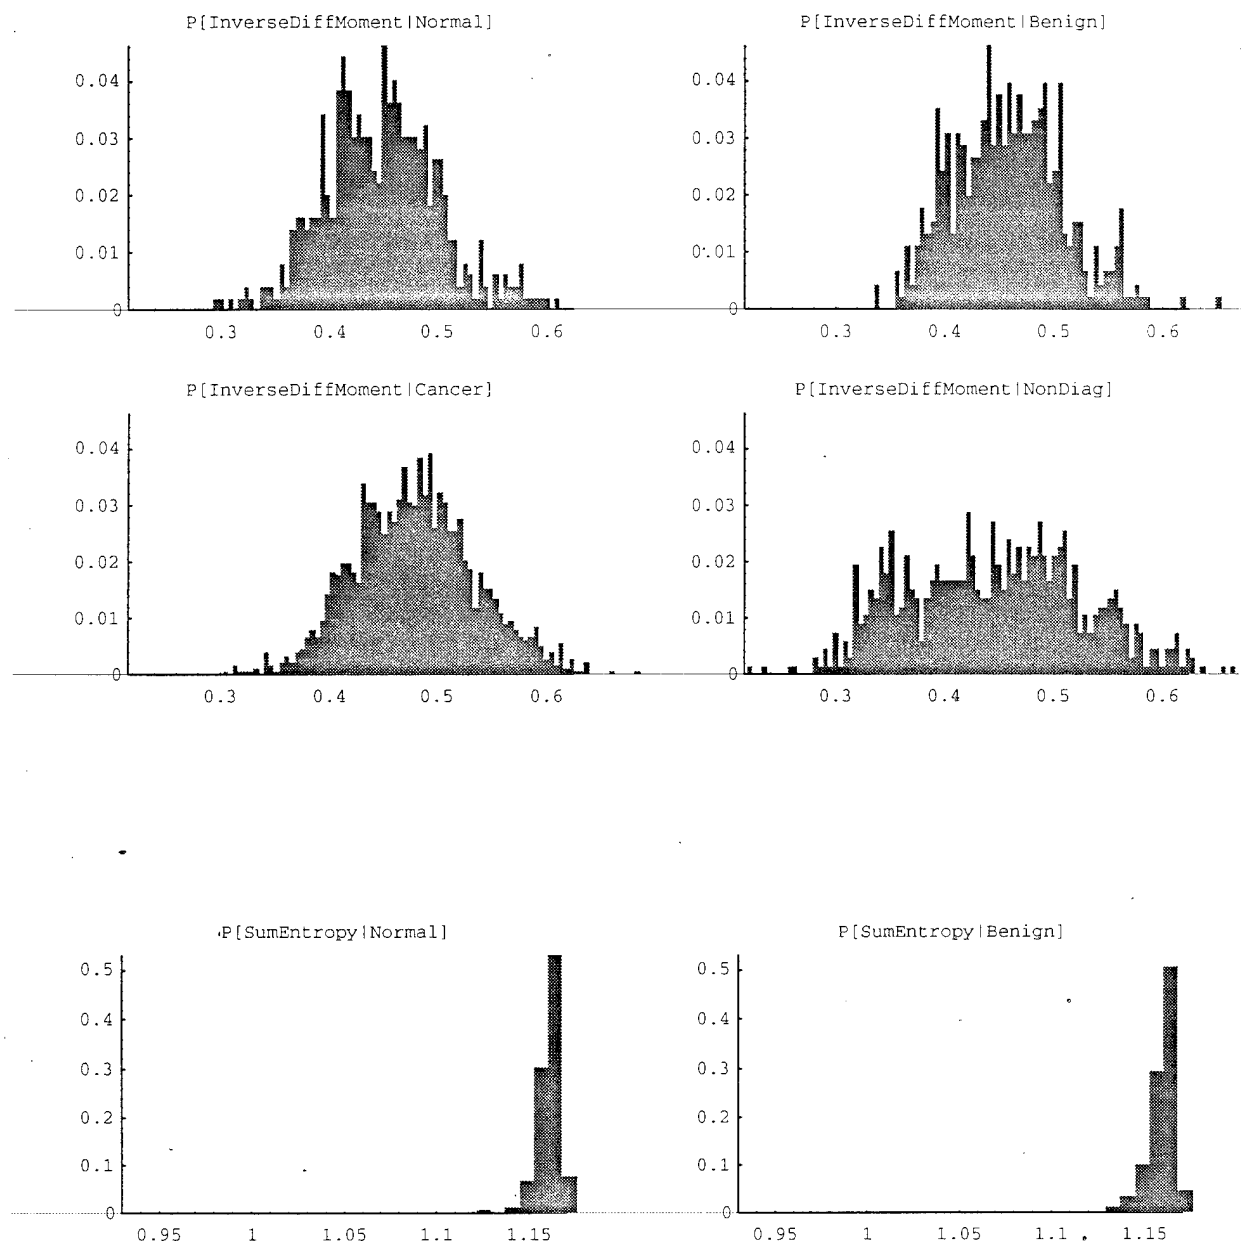 P[InverseDiffMoment|Normal]
0.04
0.03
0.02
0.01
0
0.3 0.4 0.5 0.6
P[InverseDiffMoment|Benign]
0.04
0.03
0.02
0.01
0
0.3 0.4 0.5 0.6
P[InverseDiffMoment|Cancer]
0.04
0.03
0.02
0.01
0
0.3 0.4 0.5 0.6
P[InverseDiffMoment|NonDiag]
0.04
0.03
0.02
0.01
0
0.3 0.4 0.5 0.6
P[SumEntropy|Normal]
0.5
0.4
0.3
0.2
0.1
0
0.95 1 1.05 1.1 1.15
P[SumEntropy|Benign]
0.5
0.4
0.3
0.2
0.1
0
0.95 1 1.05 1.1 1.15